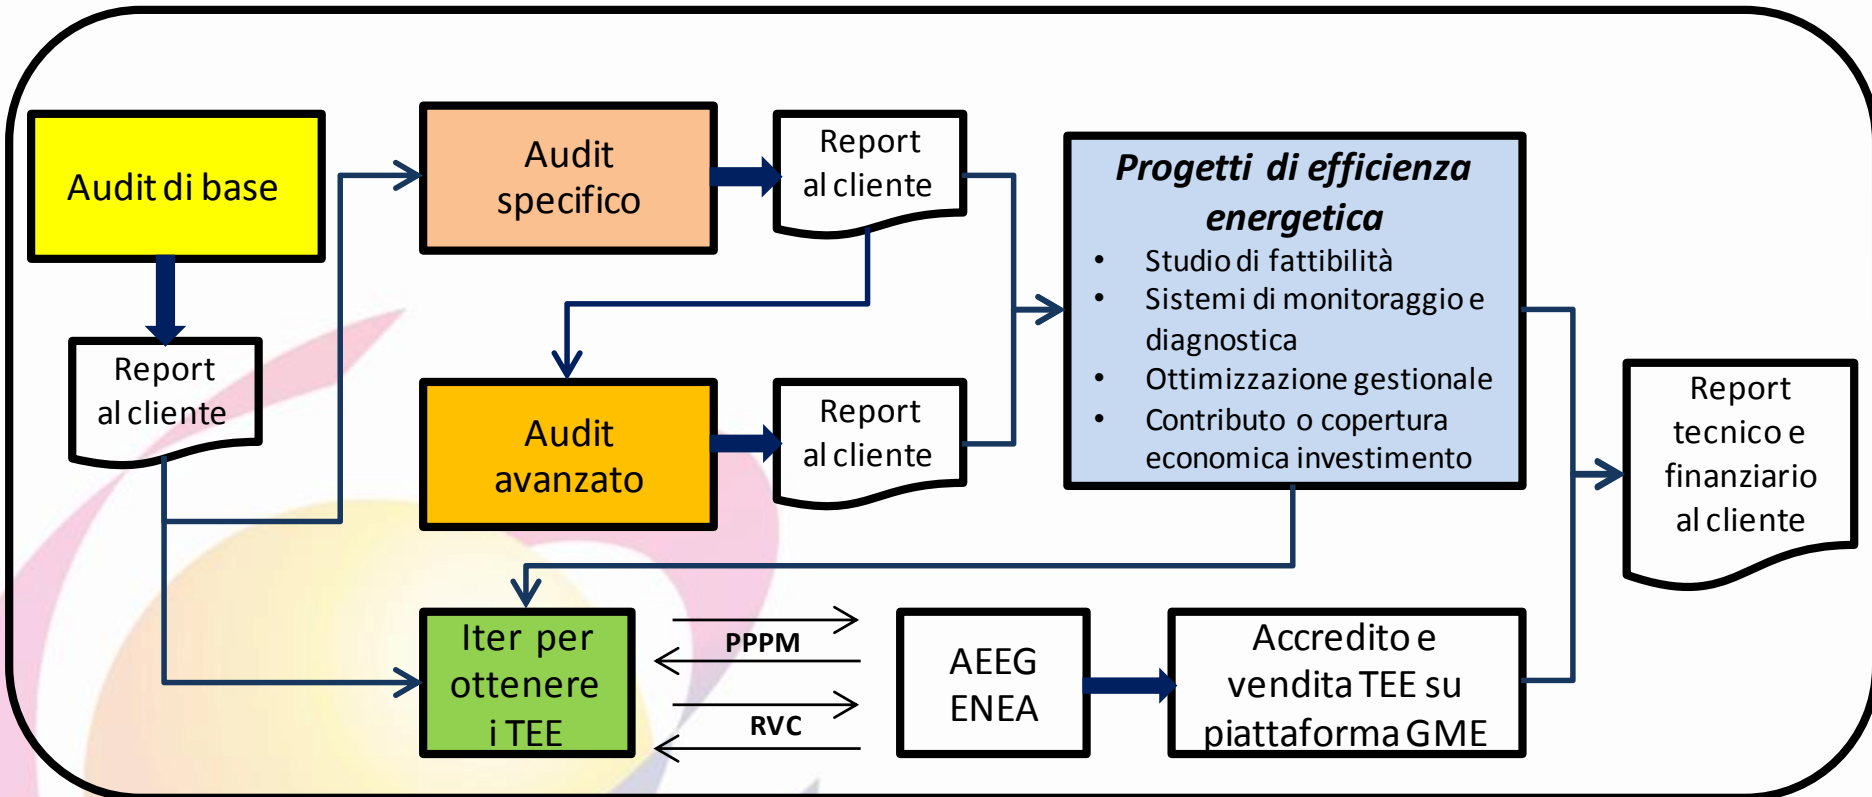 Audit di base
Report
al cliente
Audit
specifico
Report
al cliente
Audit
avanzato
Report
al cliente
Progetti di efficienza
energetica
• Studio di fattibilità
• Sistemi di monitoraggio e
diagnostica
• Ottimizzazione gestionale
• Contributo o copertura
economica investimento
Iter per
ottenere
i TEE
PPPM
RVC
AEEG
ENEA
Accredito e
vendita TEE su
piattaforma GME
Report
tecnico e
finanziario
al cliente